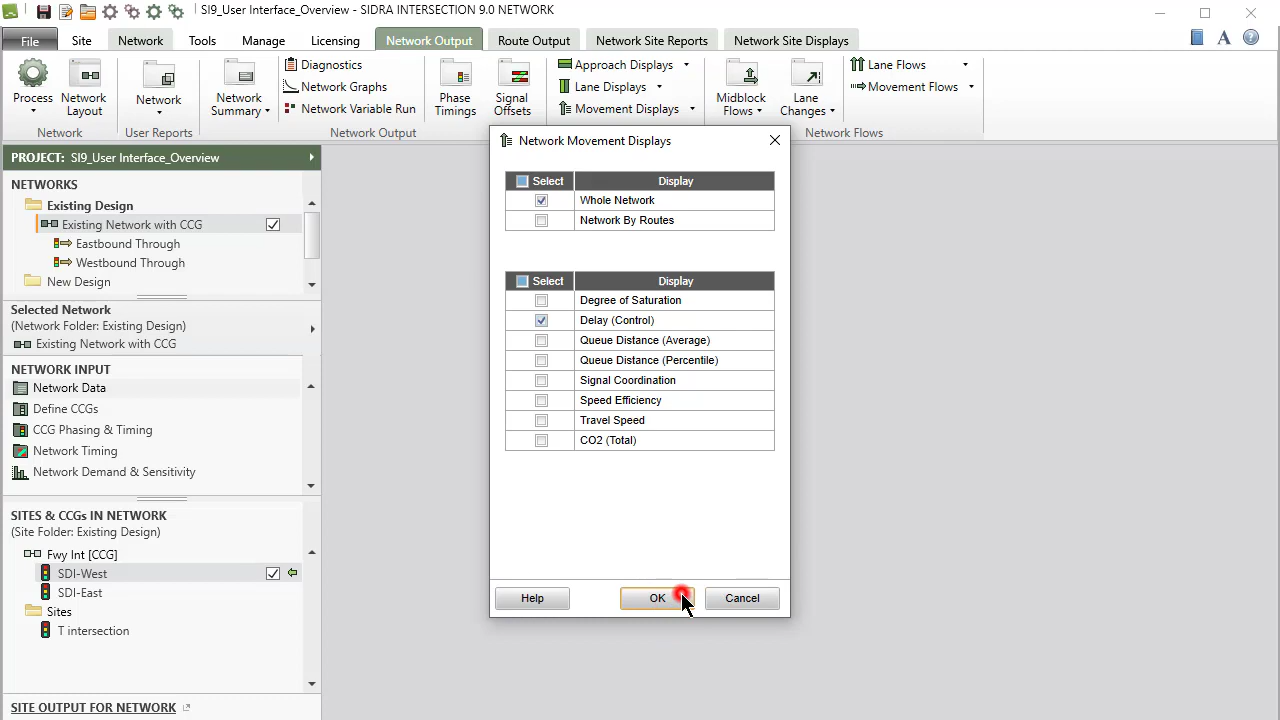 SI9_User Interface_Overview - SIDRA INTERSECTION 9.0 NETWORK
File Site Network Tools Manage Licensing Network Output Route Output Network Site Reports Network Site Displays
Process
Network Layout
Network
Network
User Reports
Network Summary
Diagnostics
Network Graphs
Network Variable Run
Network Output
Phase Timings
Signal Offsets
Approach Displays
Lane Displays
Movement Displays
Midblock Flows
Lane Changes
Lane Flows
Movement Flows
Network Flows
PROJECT: SI9_User Interface_Overview
NETWORKS
Existing Design
Existing Network with CCG
Eastbound Through
Westbound Through
New Design
Selected Network
(Network Folder: Existing Design)
Existing Network with CCG
NETWORK INPUT
Network Data
Define CCGs
CCG Phasing & Timing
Network Timing
Network Demand & Sensitivity
SITES & CCGs IN NETWORK
(Site Folder: Existing Design)
Fwy Int [CCG]
SDI-West
SDI-East
Sites
T intersection
SITE OUTPUT FOR NETWORK
Network Movement Displays
Select Display
Whole Network
Network By Routes
Select Display
Degree of Saturation
Delay (Control)
Queue Distance (Average)
Queue Distance (Percentile)
Signal Coordination
Speed Efficiency
Travel Speed
CO2 (Total)
Help OK Cancel